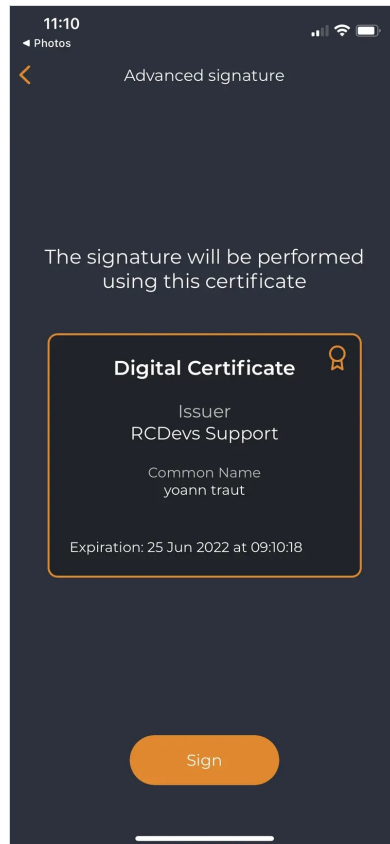 11:10
◀ Photos
Advanced signature
The signature will be performed
using this certificate
Digital Certificate
Issuer
RCDevs Support
Common Name
yoann traut
Expiration: 25 Jun 2022 at 09:10:18
Sign